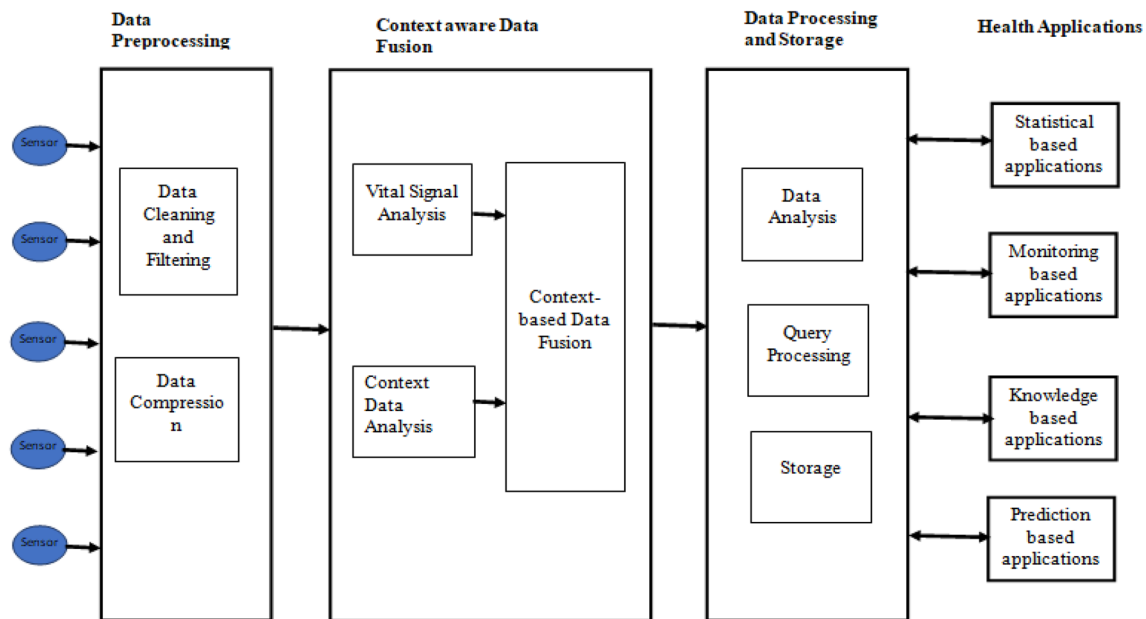 Data
Preprocessing
Context aware Data
Fusion
Data Processing
and Storage
Health Applications
Sensor
Sensor
Sensor
Sensor
Sensor
Data
Cleaning
and
Filtering
Data
Compressio
n
Vital Signal
Analysis
Context
Data
Analysis
Context-
based Data
Fusion
Data
Analysis
Query
Processing
Storage
Statistical
based
applications
Monitoring
based
applications
Knowledge
based
applications
Prediction
based
applications